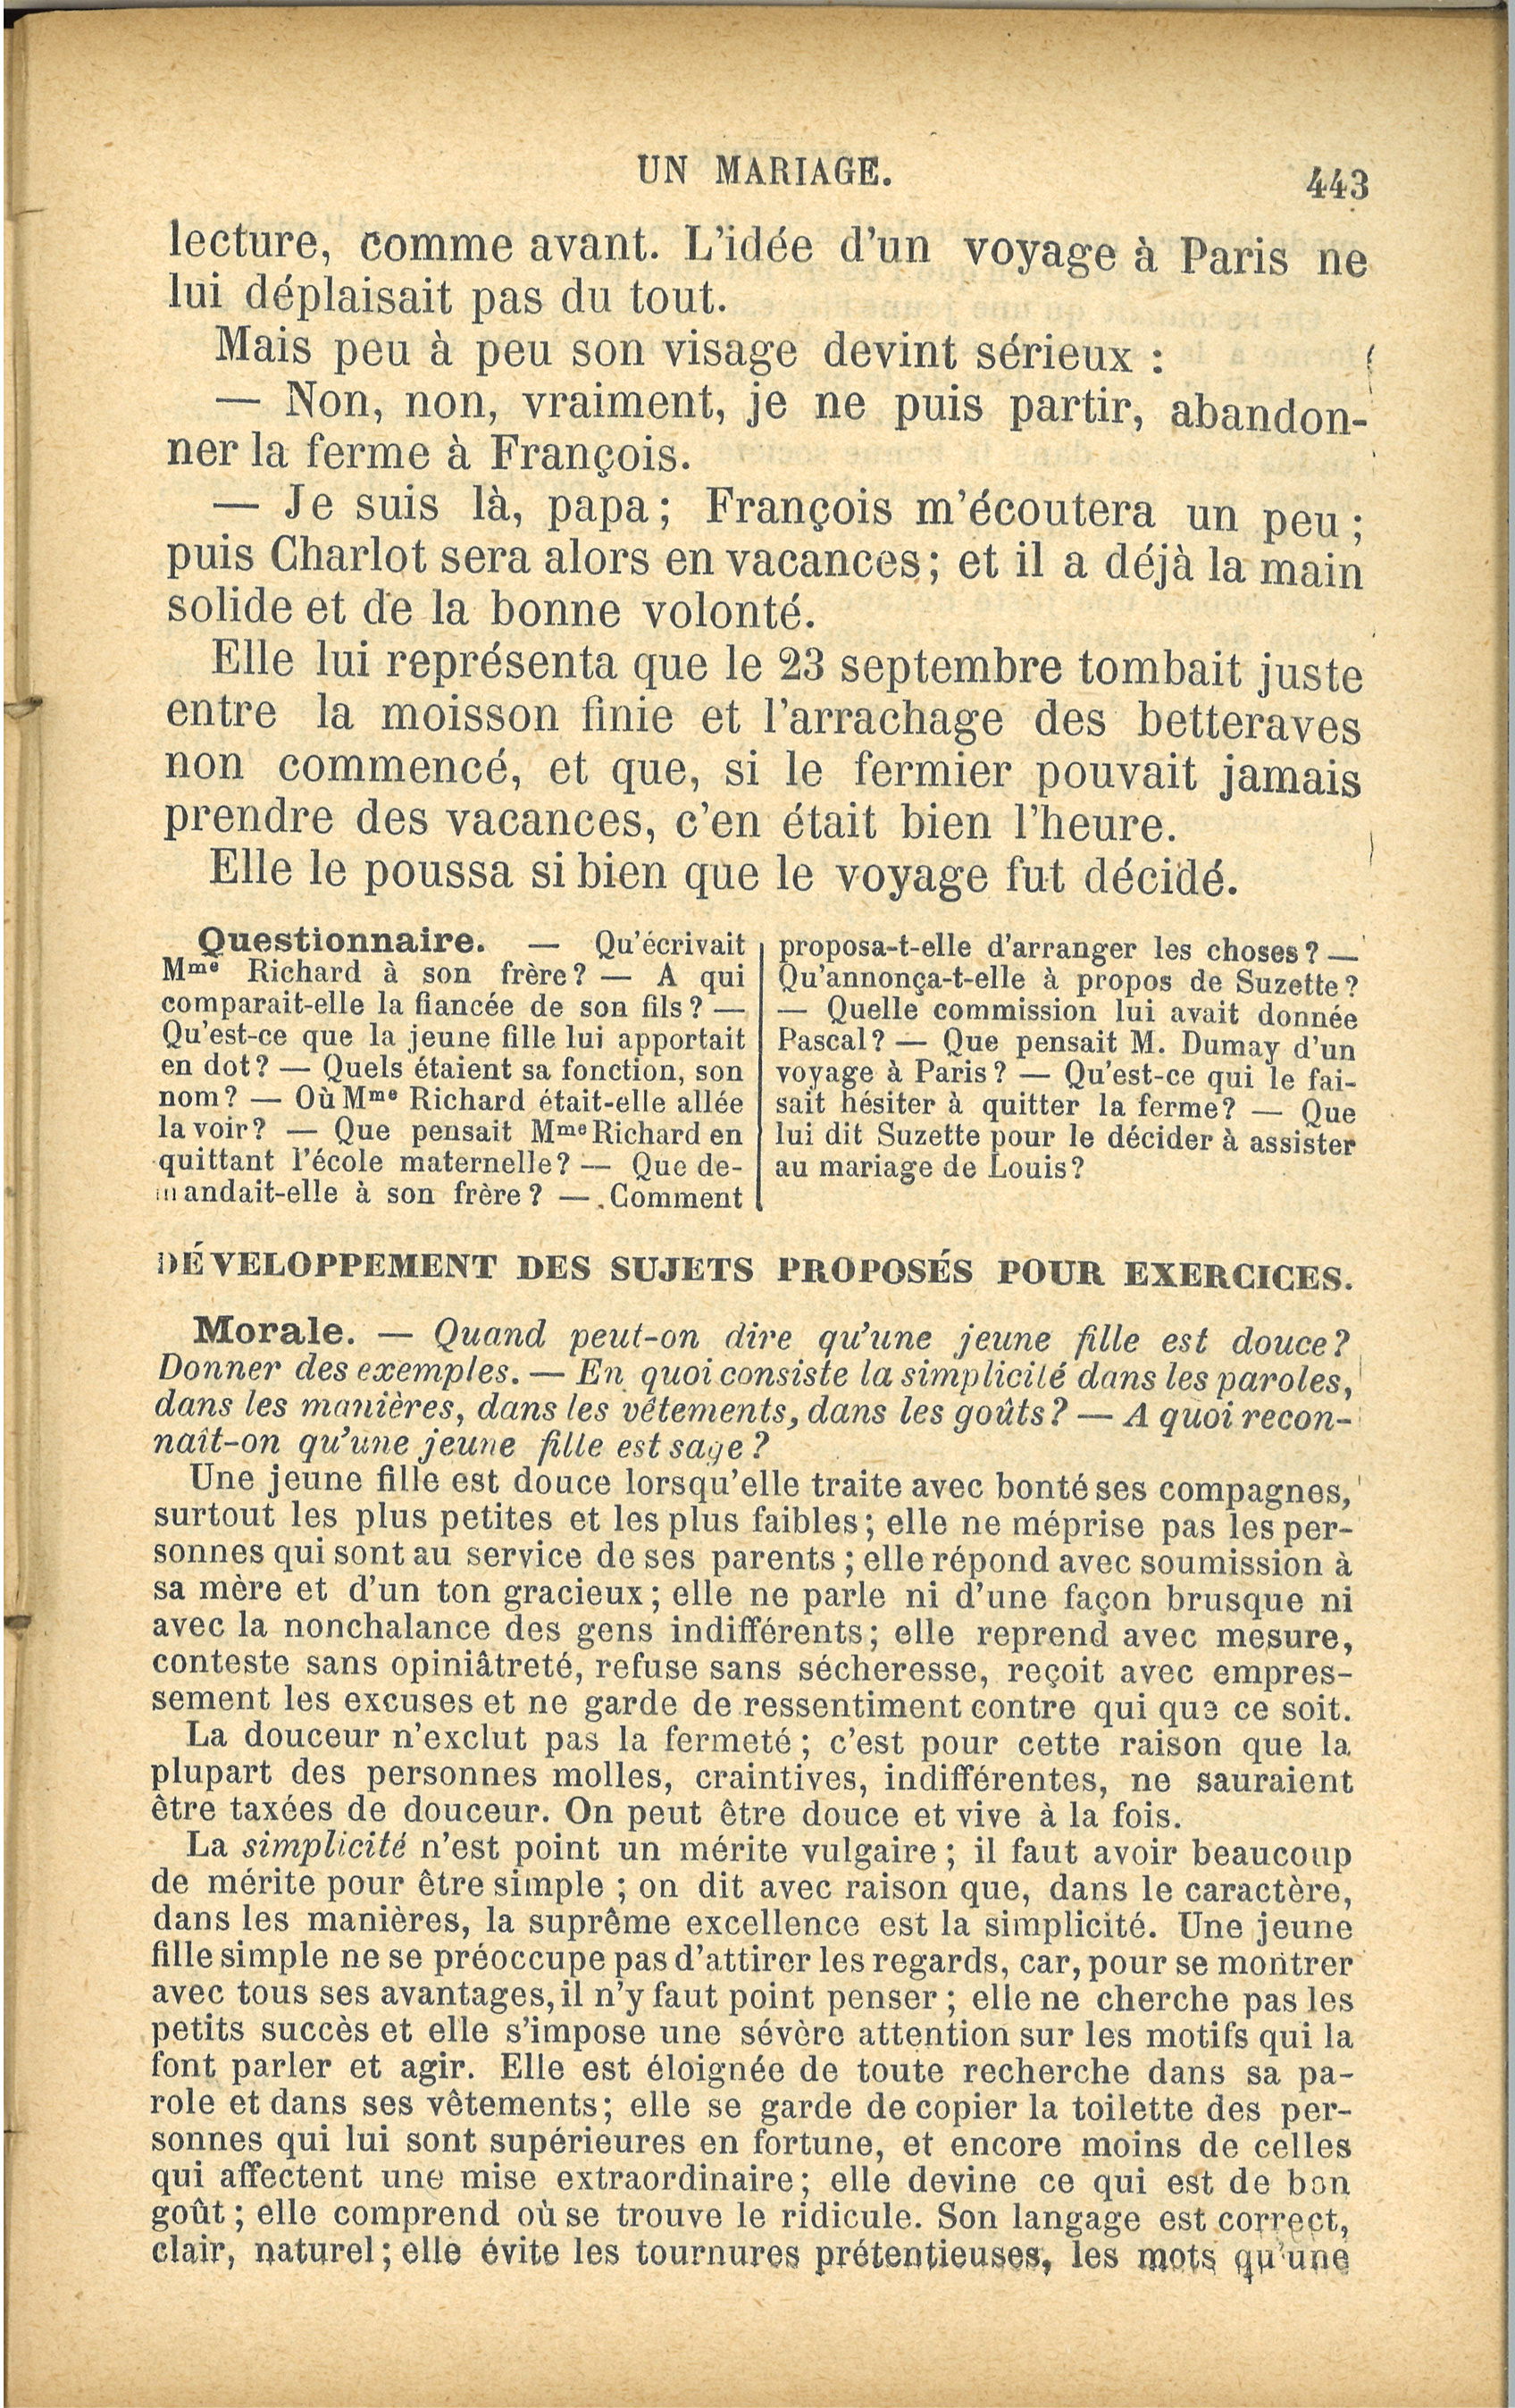 UN MARIAGE.
443
lecture, comme avant. L'idée d'un voyage à Paris ne
lui déplaisait pas du tout.
Mais peu à peu son visage devint sérieux :
— Non, non, vraiment, je ne puis partir, abandon-
ner la ferme à François.
— Je suis là, papa; François m'écoutera un peu;
puis Charlot sera alors en vacances; et il a déjà la main
solide et de la bonne volonté.
Elle lui représenta que le 23 septembre tombait juste
entre la moisson finie et l'arrachage des betteraves
non commencé, et que, si le fermier pouvait jamais
prendre des vacances, c'en était bien l'heure.
Elle le poussa si bien que le voyage fut décidé.
Questionnaire. — Qu'écrivait
Mme Richard à son frère? — A qui
comparait-elle la fiancée de son fils? —
Qu'est-ce que la jeune fille lui apportait
en dot? — Quels étaient sa fonction, son
nom? — Où Mme Richard était-elle allée
la voir? — Que pensait Mme Richard en
quittant l'école maternelle? — Que de-
mandait-elle à son frère? — Comment
proposa-t-elle d'arranger les choses? —
Qu'annonça-t-elle à propos de Suzette?
— Quelle commission lui avait donnée
Pascal? — Que pensait M. Dumay d'un
voyage à Paris? — Qu'est-ce qui le fai-
sait hésiter à quitter la ferme? — Que
lui dit Suzette pour le décider à assister
au mariage de Louis?
DÉVELOPPEMENT DES SUJETS PROPOSÉS POUR EXERCICES.
Morale. — Quand peut-on dire qu'une jeune fille est douce?
Donner des exemples. — En quoi consiste la simplicité dans les paroles,
dans les manières, dans les vêtements, dans les goûts? — A quoi recon-
naît-on qu'une jeune fille est sage?
Une jeune fille est douce lorsqu'elle traite avec bonté ses compagnes,
surtout les plus petites et les plus faibles; elle ne méprise pas les per-
sonnes qui sont au service de ses parents; elle répond avec soumission à
sa mère et d'un ton gracieux; elle ne parle ni d'une façon brusque ni
avec la nonchalance des gens indifférents; elle reprend avec mesure,
conteste sans opiniâtreté, refuse sans sécheresse, reçoit avec empres-
sement les excuses et ne garde de ressentiment contre qui que ce soit.
La douceur n'exclut pas la fermeté; c'est pour cette raison que la
plupart des personnes molles, craintives, indifférentes, ne sauraient
être taxées de douceur. On peut être douce et vive à la fois.
La simplicité n'est point un mérite vulgaire; il faut avoir beaucoup
de mérite pour être simple; on dit avec raison que, dans le caractère,
dans les manières, la suprême excellence est la simplicité. Une jeune
fille simple ne se préoccupe pas d'attirer les regards, car, pour se montrer
avec tous ses avantages, il n'y faut point penser; elle ne cherche pas les
petits succès et elle s'impose une sévère attention sur les motifs qui la
font parler et agir. Elle est éloignée de toute recherche dans sa pa-
role et dans ses vêtements; elle se garde de copier la toilette des per-
sonnes qui lui sont supérieures en fortune, et encore moins de celles
qui affectent une mise extraordinaire; elle devine ce qui est de bon
goût; elle comprend où se trouve le ridicule. Son langage est correct,
clair, naturel; elle évite les tournures prétentieuses, les mots qu'une